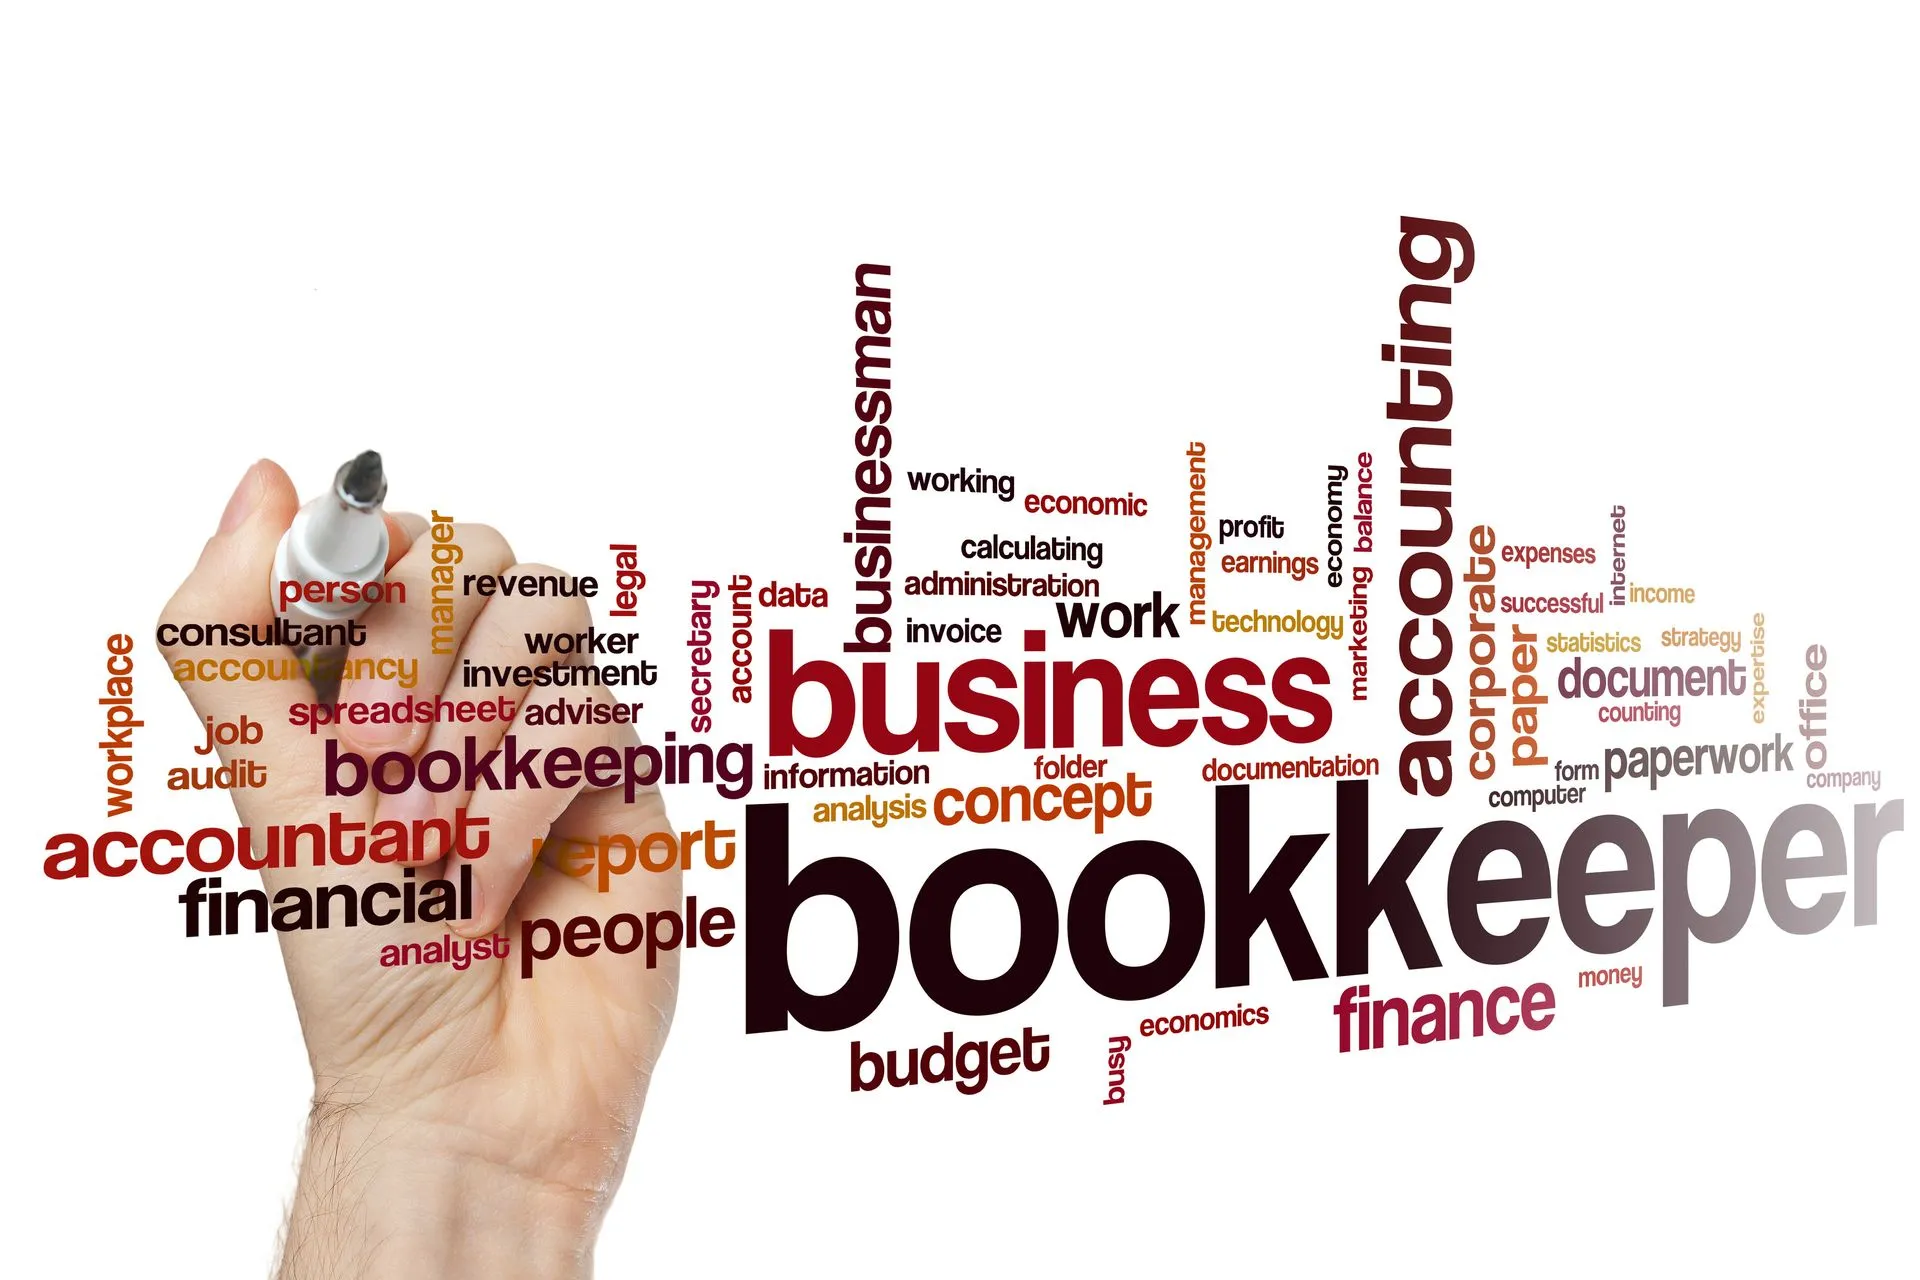 businessman
accounting
working
economic
management
profit
economy
balance
calculating
earnings
expenses
internet
manager
revenue
legal
person
data
administration
work
technology
marketing
corporate
successful
income
consultant
worker
secretary
account
invoice
business
paper
statistics
strategy
expertise
accountancy
investment
document
counting
office
workplace
job
spreadsheet
adviser
audit
bookkeeping
information
folder
documentation
form
paperwork
company
computer
analysis
concept
accountant
report
bookkeeper
financial
people
analyst
finance
money
budget
economics
busy